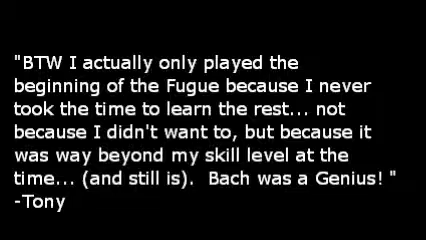 "BTW I actually only played the
beginning of the Fugue because I never
took the time to learn the rest... not
because I didn't want to, but because it
was way beyond my skill level at the
time... (and still is).  Bach was a Genius! "
-Tony